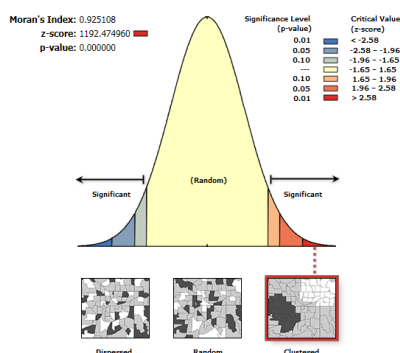 Moran's Index: 0.925108
z-score: 1192.474960
p-value: 0.000000
Significance Level
(p-value)
Critical Value
(z-score)
0.01 < -2.58
0.05 -2.58 – -1.96
0.10 -1.96 – -1.65
--- -1.65 – 1.65
0.10 1.65 – 1.96
0.05 1.96 – 2.58
0.01 > 2.58
(Random)
Significant
Significant
Dispersed
Random
Clustered